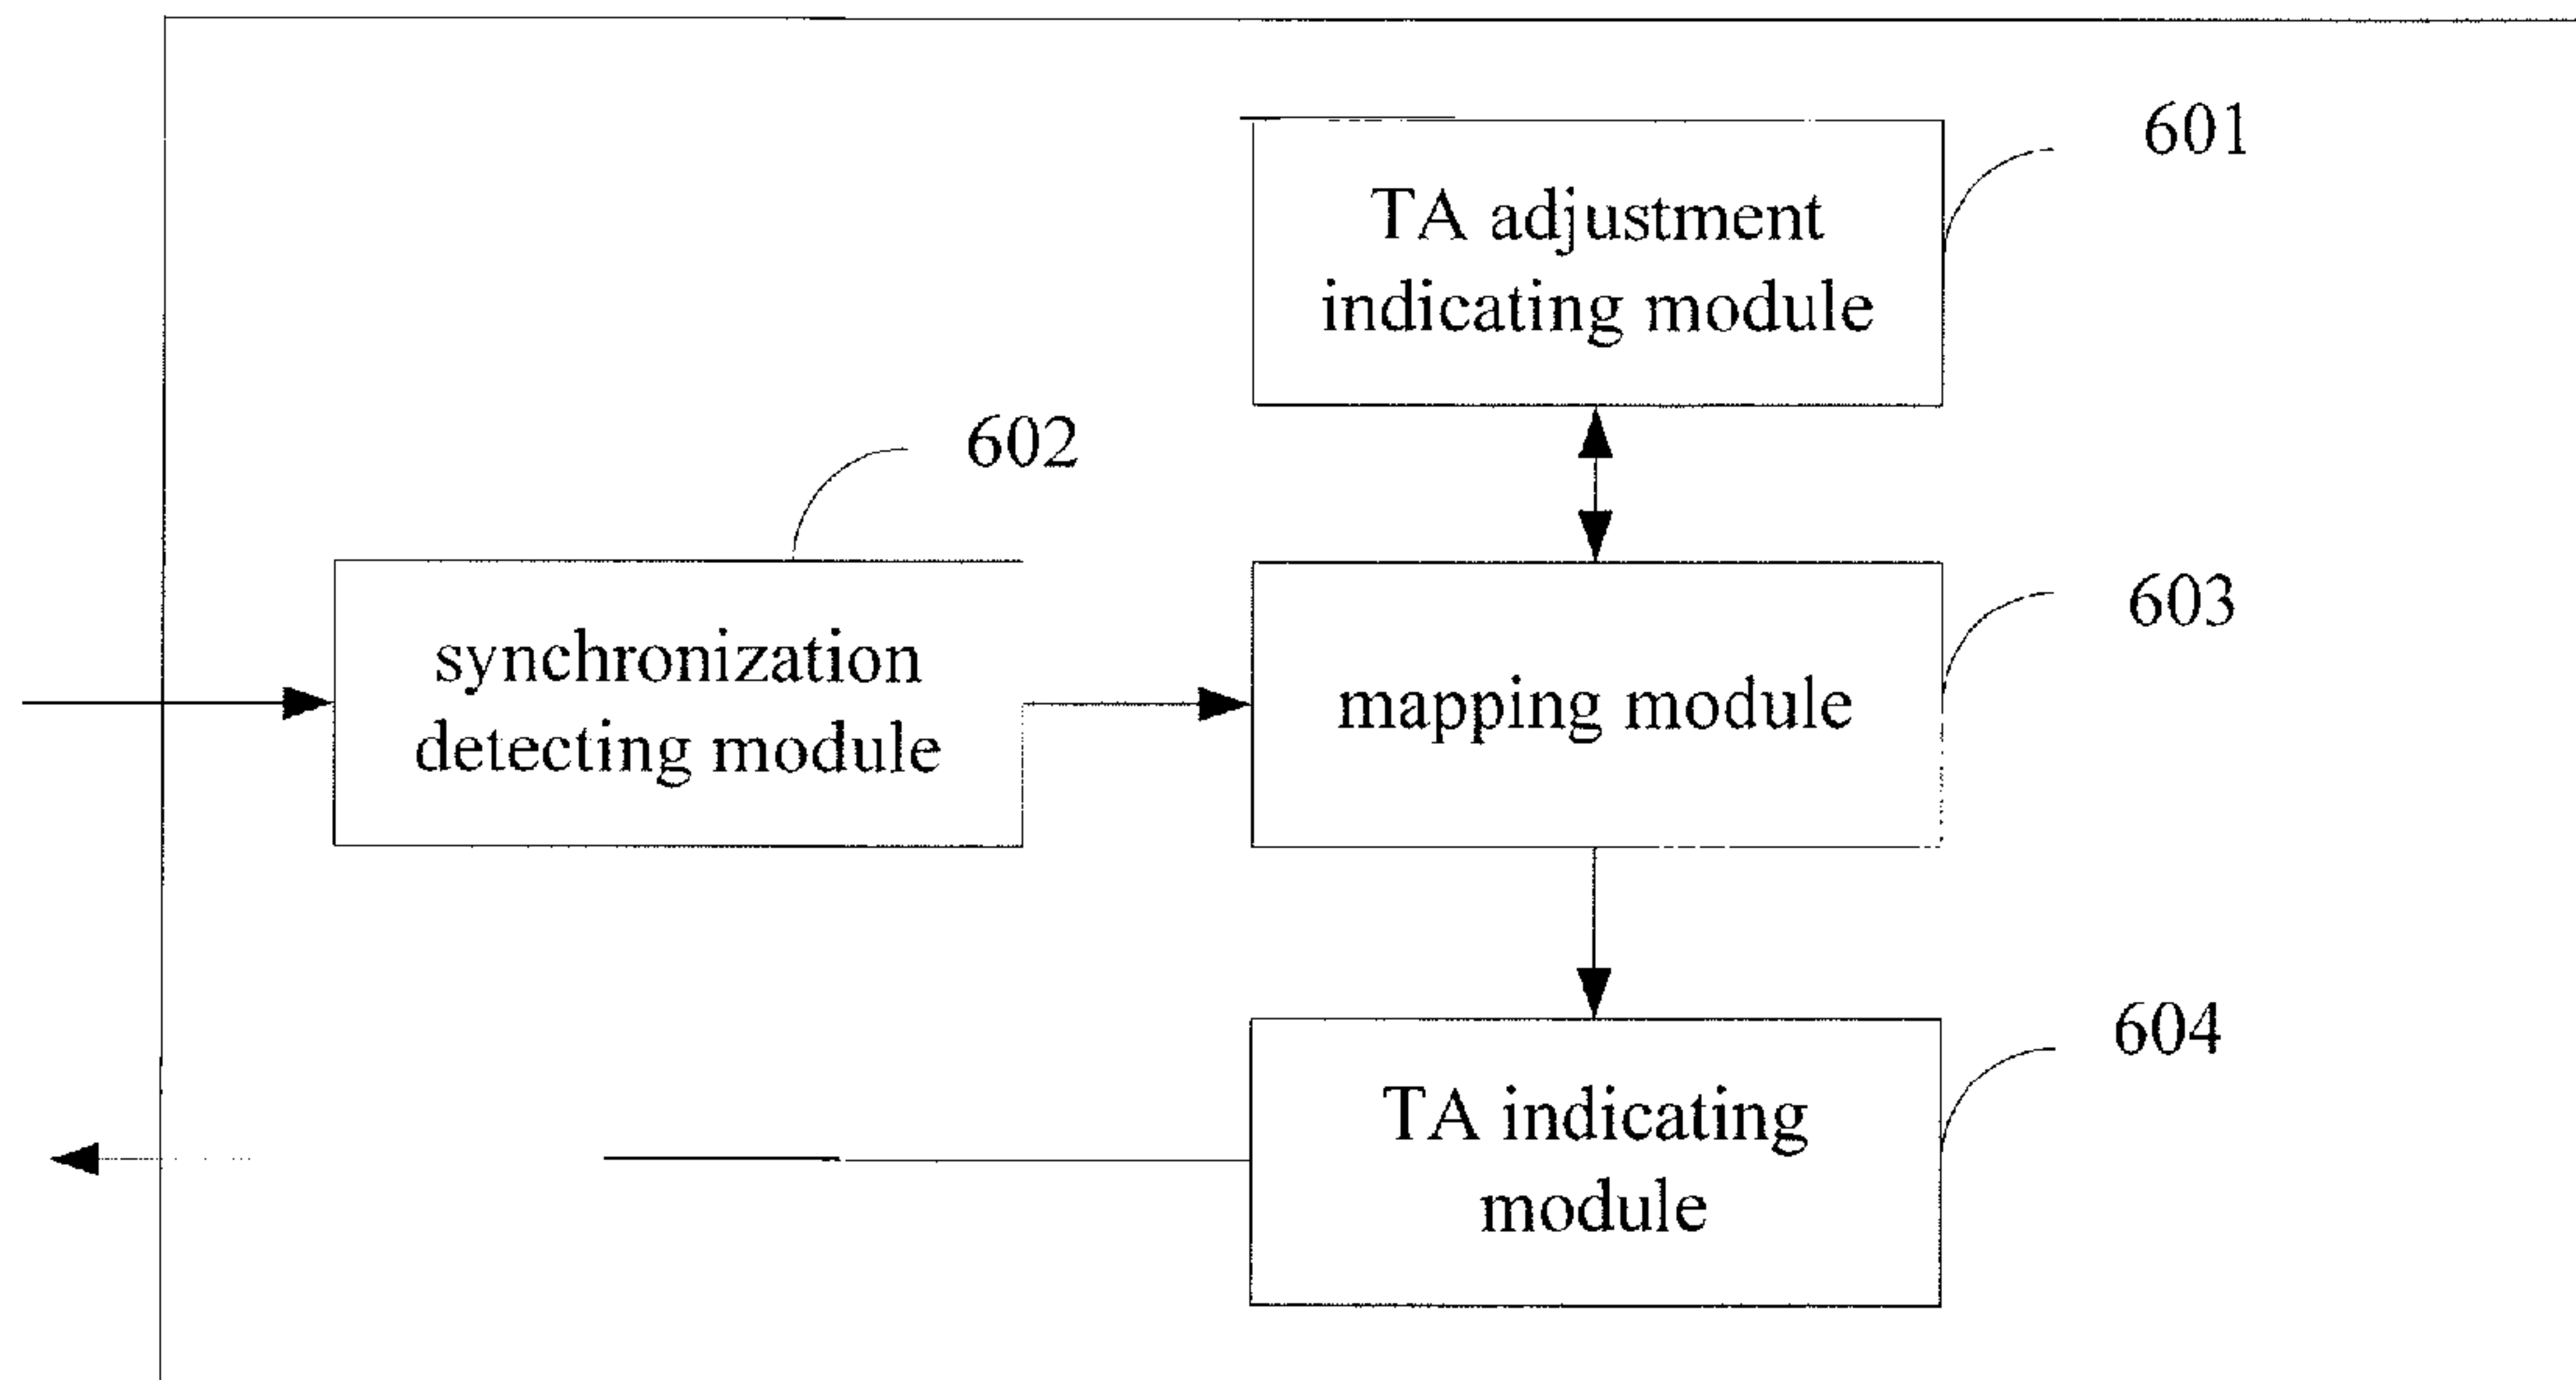 601
TA adjustment
indicating module
602
603
synchronization
detecting module
mapping module
604
TA indicating
module